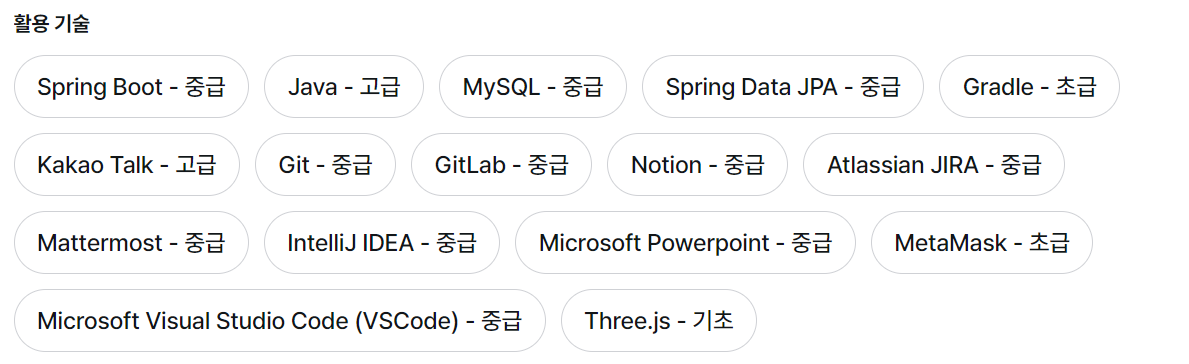 활용 기술
Spring Boot - 중급 Java - 고급 MySQL - 중급 Spring Data JPA - 중급 Gradle - 초급
Kakao Talk - 고급 Git - 중급 GitLab - 중급 Notion - 중급 Atlassian JIRA - 중급
Mattermost - 중급 IntelliJ IDEA - 중급 Microsoft Powerpoint - 중급 MetaMask - 초급
Microsoft Visual Studio Code (VSCode) - 중급 Three.js - 기초